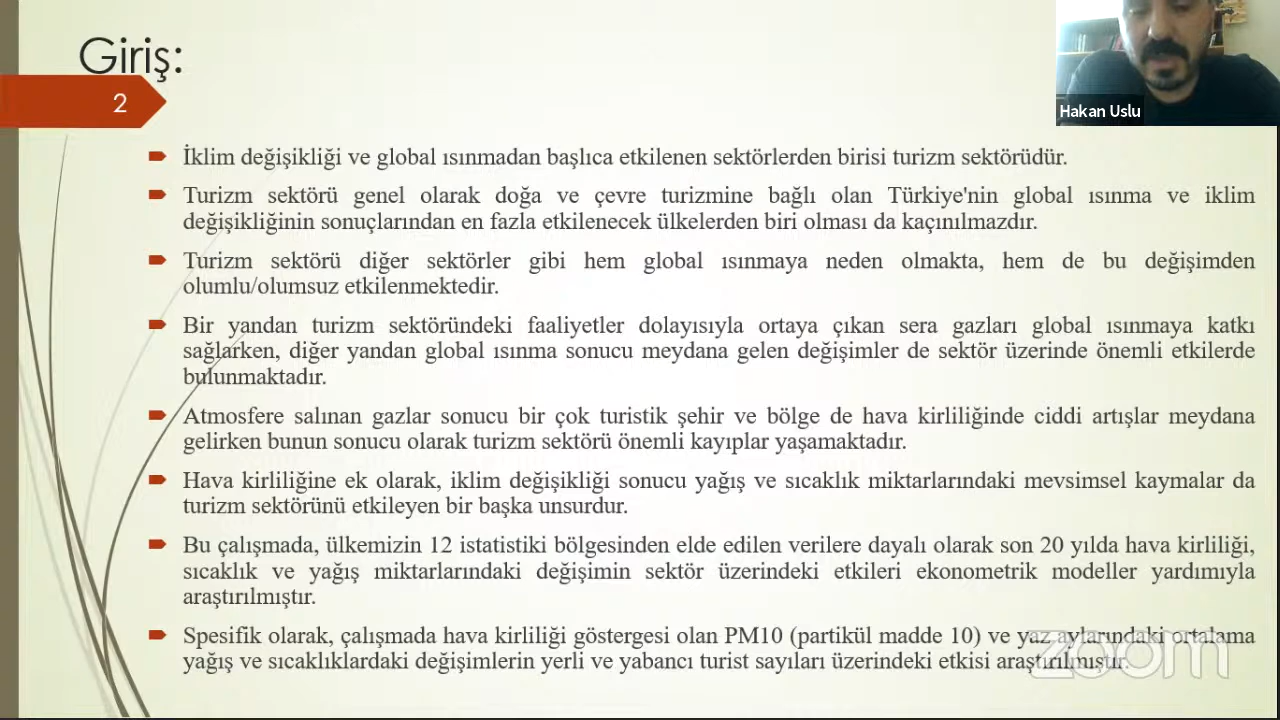 Giriş:
2
Hakan Uslu
İklim değişikliği ve global ısınmadan başlıca etkilenen sektörlerden birisi turizm sektörüdür.
Turizm sektörü genel olarak doğa ve çevre turizmine bağlı olan Türkiye'nin global ısınma ve iklim
değişikliğinin sonuçlarından en fazla etkilenecek ülkelerden biri olması da kaçınılmazdır.
Turizm sektörü diğer sektörler gibi hem global ısınmaya neden olmakta, hem de bu değişimden
olumlu/olumsuz etkilenmektedir.
Bir yandan turizm sektöründeki faaliyetler dolayısıyla ortaya çıkan sera gazları global ısınmaya katkı
sağlarken, diğer yandan global ısınma sonucu meydana gelen değişimler de sektör üzerinde önemli etkilerde
bulunmaktadır.
Atmosfere salınan gazlar sonucu bir çok turistik şehir ve bölge de hava kirliliğinde ciddi artışlar meydana
gelirken bunun sonucu olarak turizm sektörü önemli kayıplar yaşamaktadır.
Hava kirliliğine ek olarak, iklim değişikliği sonucu yağış ve sıcaklık miktarlarındaki mevsimsel kaymalar da
turizm sektörünü etkileyen bir başka unsurdur.
Bu çalışmada, ülkemizin 12 istatistiki bölgesinden elde edilen verilere dayalı olarak son 20 yılda hava kirliliği,
sıcaklık ve yağış miktarlarındaki değişimin sektör üzerindeki etkileri ekonometrik modeller yardımıyla
araştırılmıştır.
Spesifik olarak, çalışmada hava kirliliği göstergesi olan PM10 (partikül madde 10) ve yaz aylarındaki ortalama
yağış ve sıcaklıklardaki değişimlerin yerli ve yabancı turist sayıları üzerindeki etkisi araştırılmıştır.
zoom